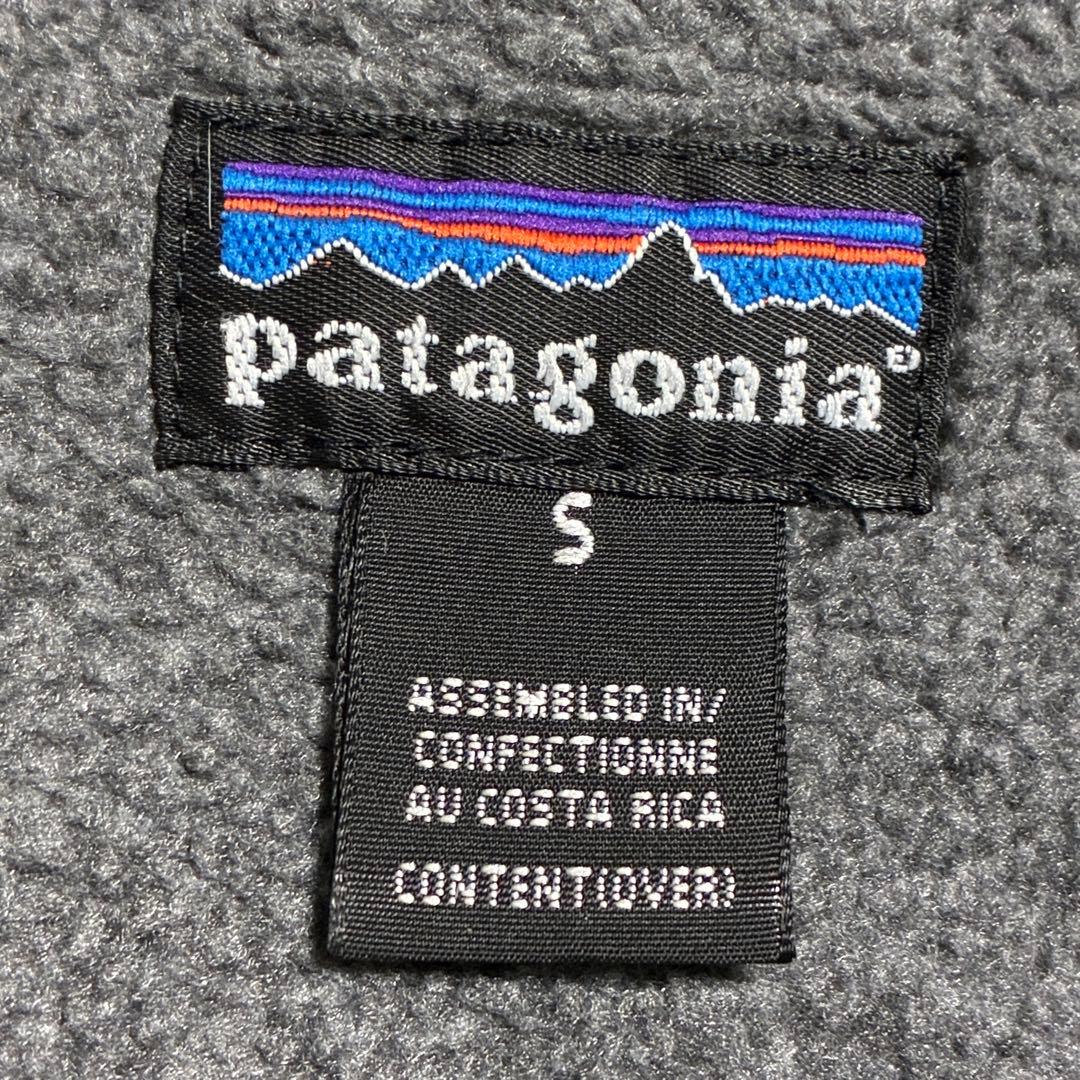 patagonia®
S
ASSEMBLED IN/
CONFECTIONNE
AU COSTA RICA
CONTENT(OVER)